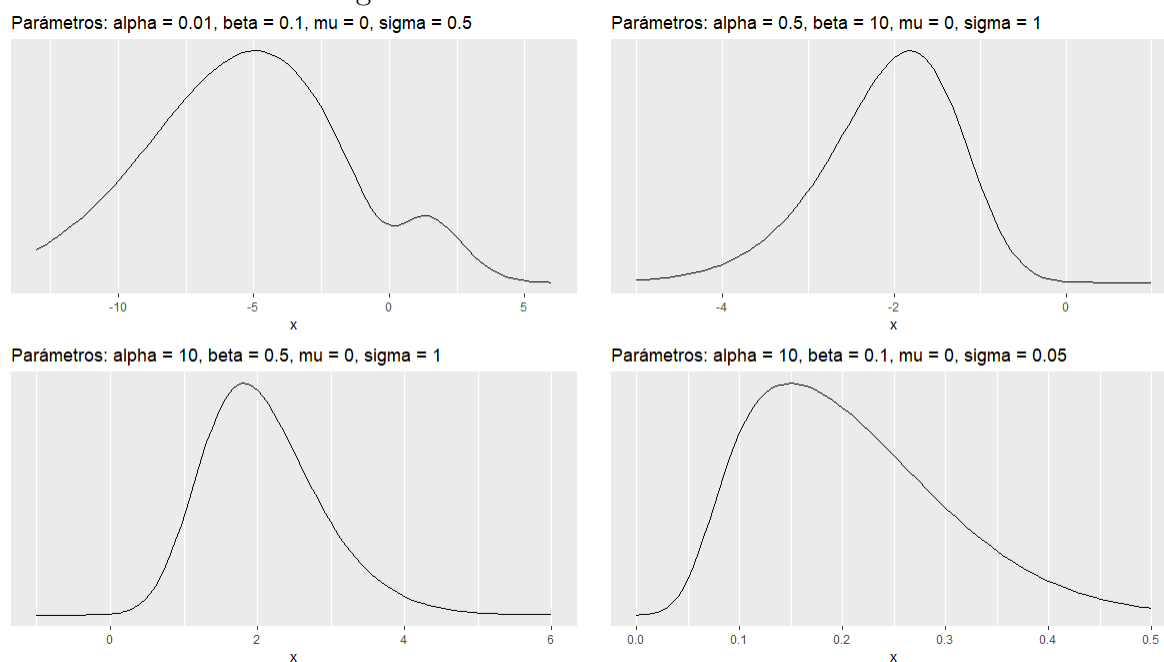 Parámetros: alpha = 0.01, beta = 0.1, mu = 0, sigma = 0.5
-10 -5 0 5
x
Parámetros: alpha = 0.5, beta = 10, mu = 0, sigma = 1
-4 -2 0
x
Parámetros: alpha = 10, beta = 0.5, mu = 0, sigma = 1
0 2 4 6
x
Parámetros: alpha = 10, beta = 0.1, mu = 0, sigma = 0.05
0.0 0.1 0.2 0.3 0.4 0.5
x